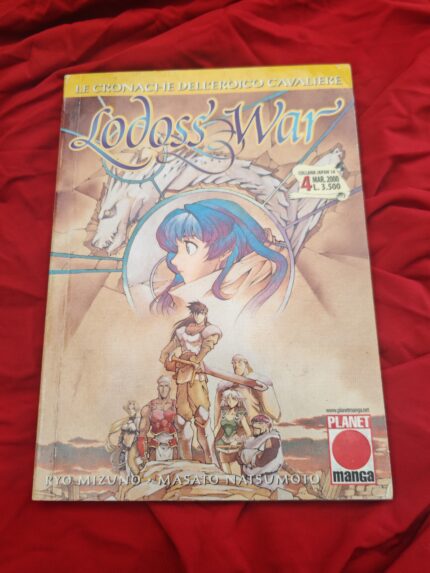 LE CRONACHE DELL'EROICO CAVALIERE
Lodoss War
COLLANA JAPAN 14
4 MAR. 2000
L. 3.500
www.planetmanga.net
PLANET
manga
RYO MIZUNO • MASATO NATSUMOTO